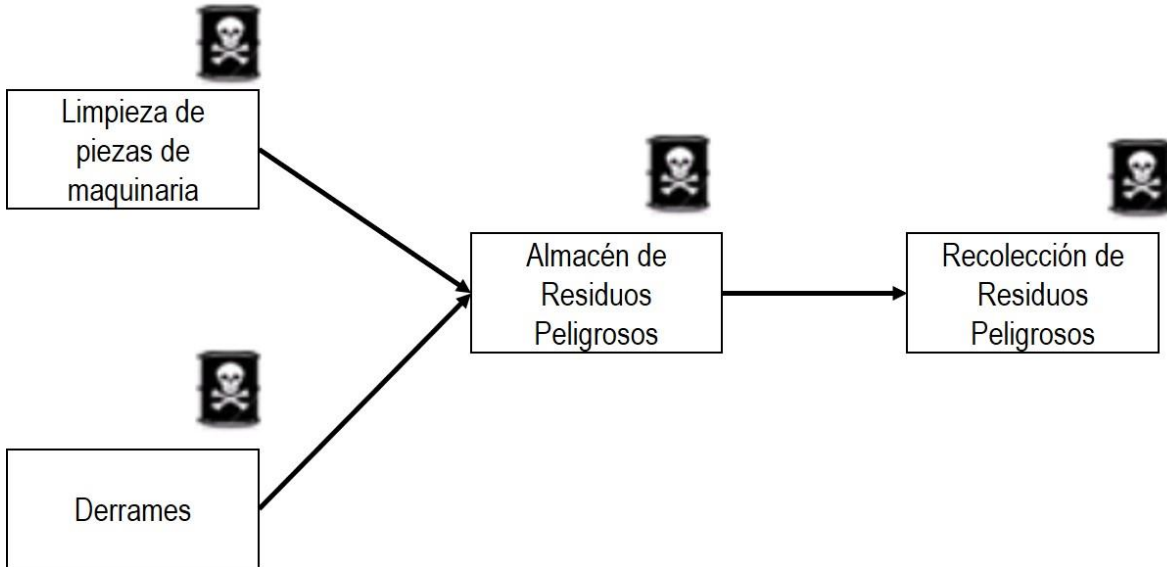 Limpieza de
piezas de
maquinaria
Almacén de
Residuos
Peligrosos
Recolección de
Residuos
Peligrosos
Derrames